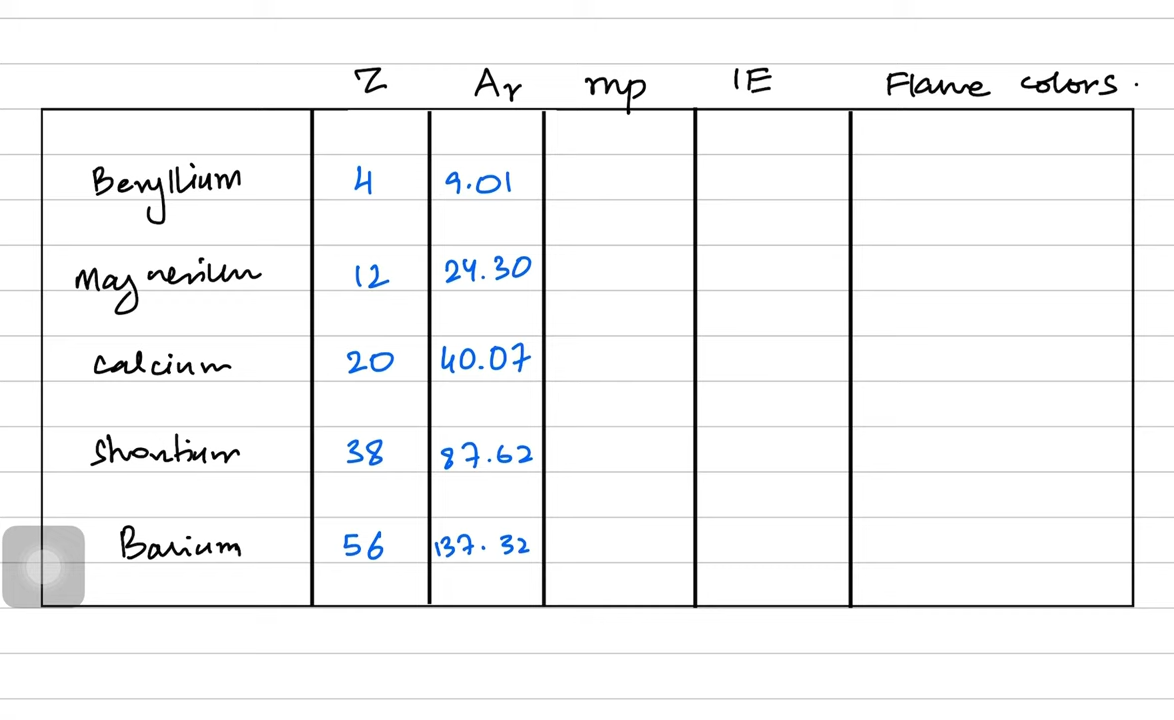 Z Ar mp IE Flame colors.
Beryllium 4 9.01
Magnesium 12 24.30
Calcium 20 40.07
Strontium 38 87.62
Barium 56 137.32